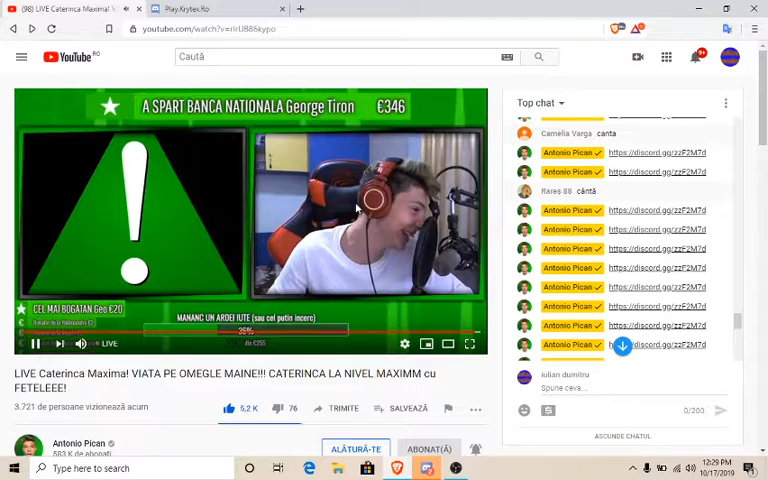 (98) LIVE Caterinca Maxima!
Play.Krytex.Ro
YouTube RO
Caută
9+
A SPART BANCA NATIONALA George Tiron €346
CEL MAI BOGATAN Geo €20
MANANC UN ARDEI IUTE (sau cel putin incerc)
LIVE
LIVE Caterinca Maxima! VIATA PE OMEGLE MAINE!!! CATERINCA LA NIVEL MAXIMM cu
FETELEEE!
3.721 de persoane vizionează acum
5,2 K
76
TRIMITE
SALVEAZĂ
Antonio Pican
583 K de abonați
ALĂTURĂ-TE
ABONAT(Ă)
Top chat
Camelia Varga canta
Antonio Pican https://discord.gg/zzF2M7d
Antonio Pican https://discord.gg/zzF2M7d
Rares 88 cântă
Antonio Pican https://discord.gg/zzF2M7d
Antonio Pican https://discord.gg/zzF2M7d
Antonio Pican https://discord.gg/zzF2M7d
Antonio Pican https://discord.gg/zzF2M7d
Antonio Pican https://discord.gg/zzF2M7d
Antonio Pican https://discord.gg/zzF2M7d
Antonio Pican https://discord.gg/zzF2M7d
Antonio Pican /discord.gg/zzF2M7d
iulian dumitru
Spune ceva...
0/200
ASCUNDE CHATUL
Type here to search
12:29 PM
10/17/2019